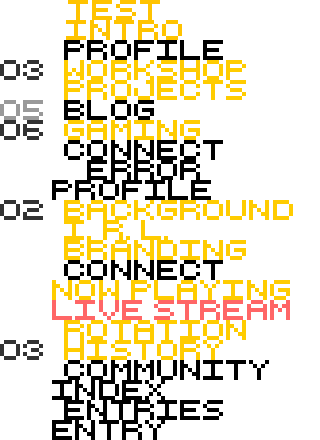 TEST
INTRO
PROFILE
03 WORKSHOP
PROJECTS
05 BLOG
06 GAMING
CONNECT
ERROR
PROFILE
02 BACKGROUND
I.R.L.
BRANDING
CONNECT
NOW PLAYING
LIVE STREAM
ROTATION
03 HISTORY
COMMUNITY
INDEX
ENTRIES
ENTRY